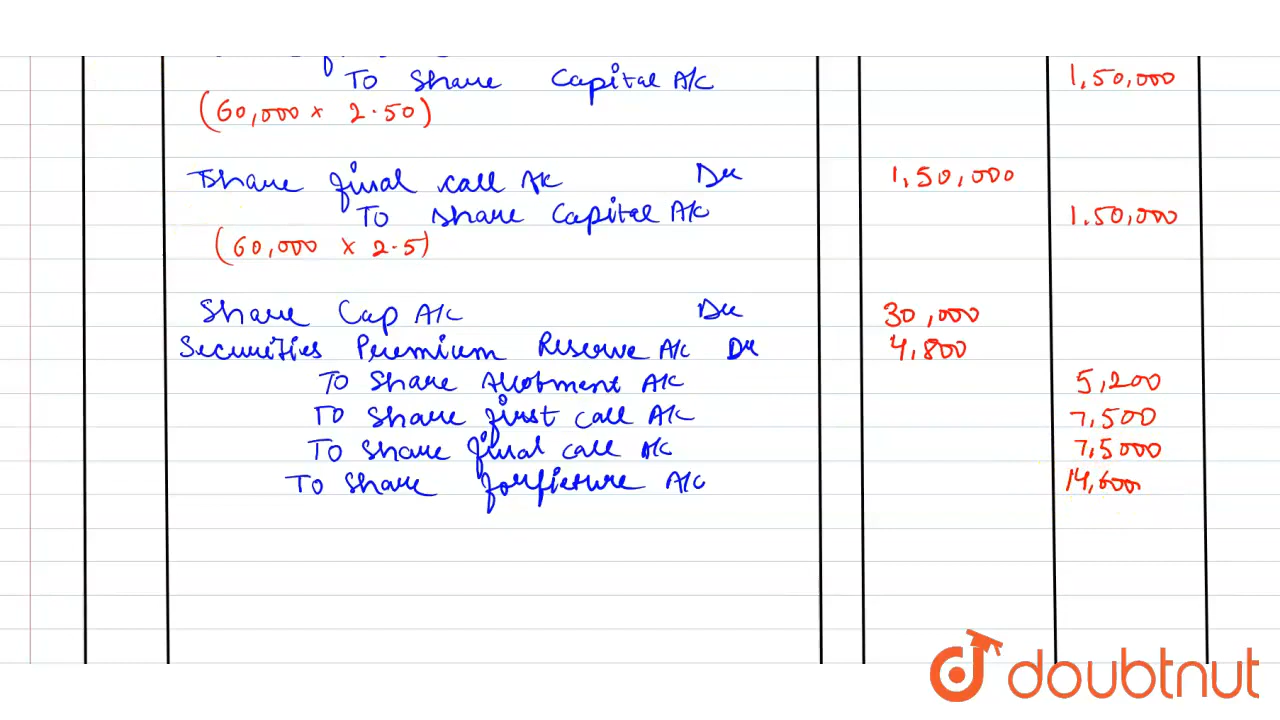 To Share Capital A/c 1,50,000
(60,000 x 2.50)
Share final call A/c Dr 1,50,000
To Share Capital A/c 1.50,000
(60,000 x 2.5)
Share Cap A/c Dr 30,000
Securities Premium Reserve A/c Dr 4,800
To Share Allotment A/c 5,200
To Share first call A/c 7,500
To Share final call A/c 7,5000
To Share forfieture A/c 14,600
doubtnut